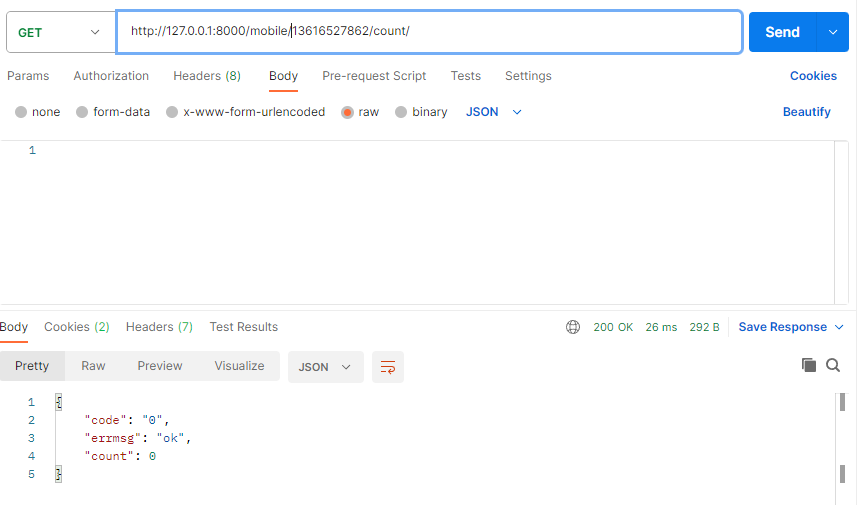 GET http://127.0.0.1:8000/mobile/13616527862/count/ Send
Params Authorization Headers (8) Body Pre-request Script Tests Settings Cookies
none form-data x-www-form-urlencoded raw binary JSON Beautify
1
Body Cookies (2) Headers (7) Test Results 200 OK 26 ms 292 B Save Response
Pretty Raw Preview Visualize JSON
1 {
2 "code": "0",
3 "errmsg": "ok",
4 "count": 0
5 }